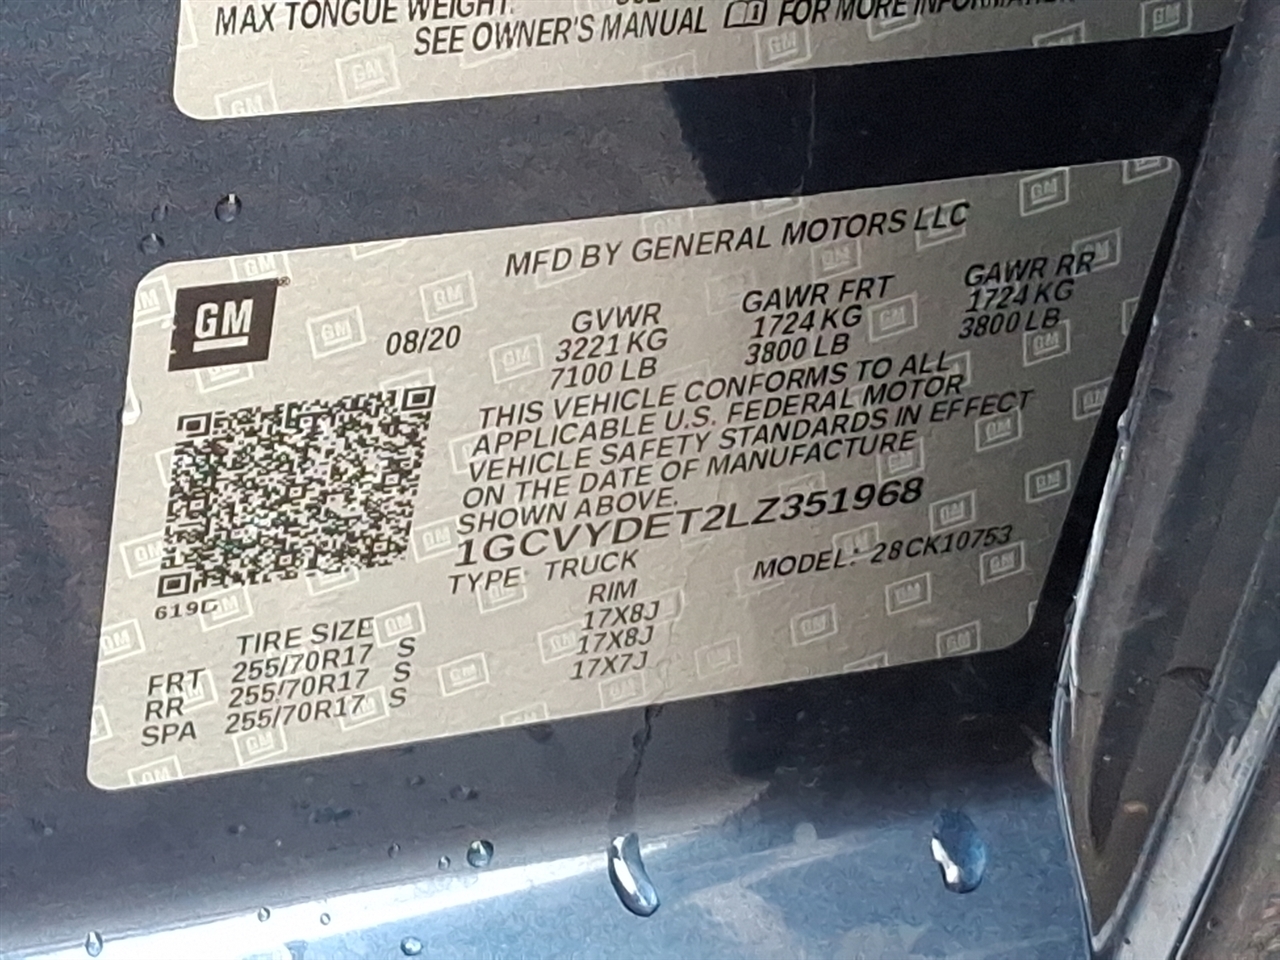 MAX TONGUE WEIGHT.
SEE OWNER'S MANUAL FOR MORE INFORMATION
MFD BY GENERAL MOTORS LLC
GM
08/20
GVWR GAWR FRT GAWR RR
3221 KG 1724 KG 1724 KG
7100 LB 3800 LB 3800 LB
THIS VEHICLE CONFORMS TO ALL
APPLICABLE U.S. FEDERAL MOTOR
VEHICLE SAFETY STANDARDS IN EFFECT
ON THE DATE OF MANUFACTURE
SHOWN ABOVE.
1GCVYDET2LZ351968
TYPE: TRUCK MODEL: 28CK10753
619D
TIRE SIZE RIM
FRT 255/70R17 S 17X8J
RR 255/70R17 S 17X8J
SPA 255/70R17 S 17X7J